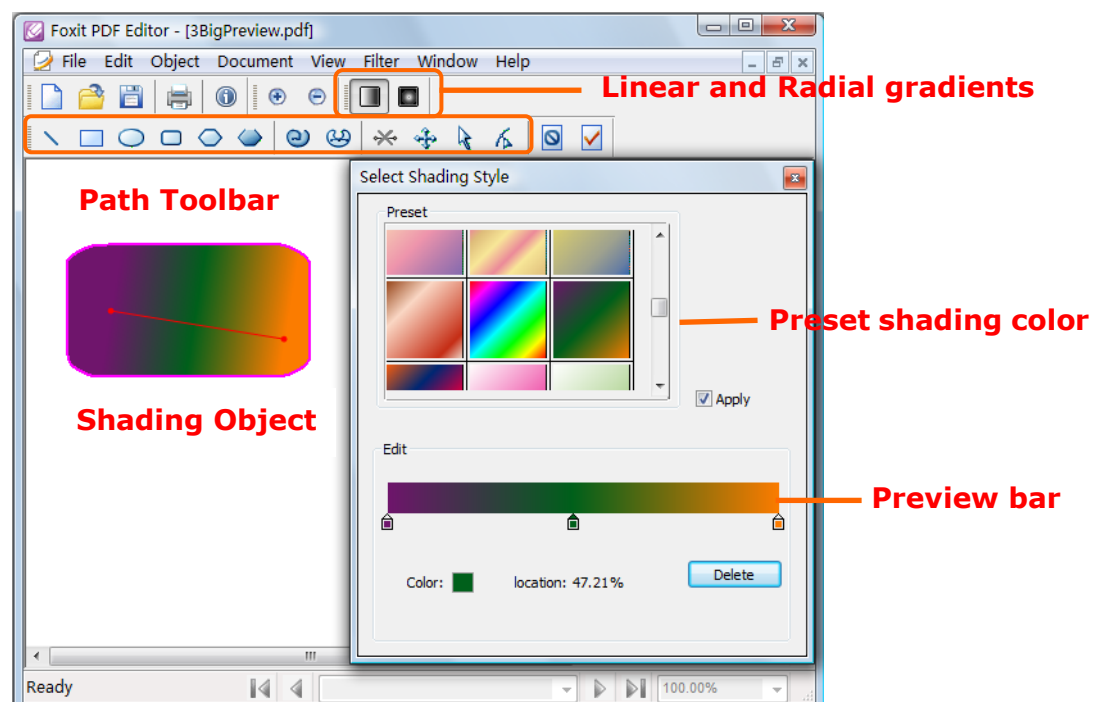 Foxit PDF Editor - [3BigPreview.pdf]
File Edit Object Document View Filter Window Help
Linear and Radial gradients
Select Shading Style
Path Toolbar
Preset
Preset shading color
Apply
Shading Object
Edit
Preview bar
Color: location: 47.21% Delete
Ready 100.00%